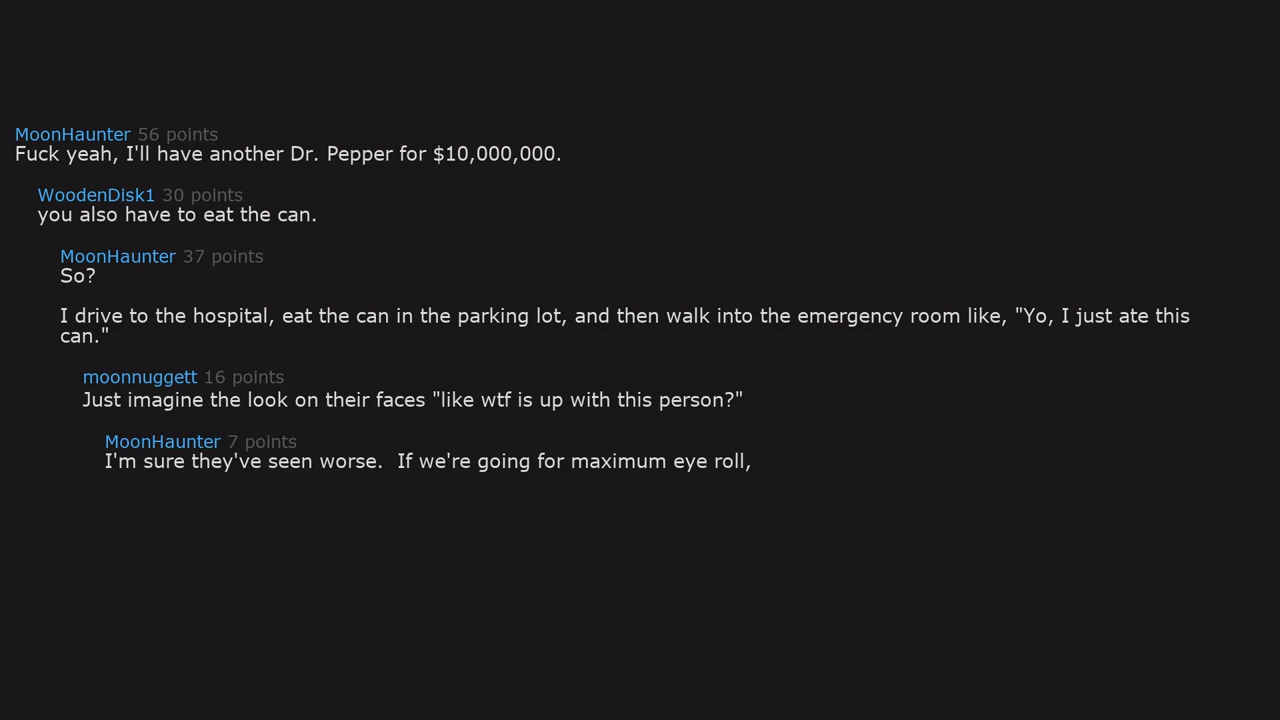 MoonHaunter 56 points
Fuck yeah, I'll have another Dr. Pepper for $10,000,000.
WoodenDisk1 30 points
you also have to eat the can.
MoonHaunter 37 points
So?
I drive to the hospital, eat the can in the parking lot, and then walk into the emergency room like, "Yo, I just ate this
can."
moonnuggett 16 points
Just imagine the look on their faces "like wtf is up with this person?"
MoonHaunter 7 points
I'm sure they've seen worse.  If we're going for maximum eye roll,